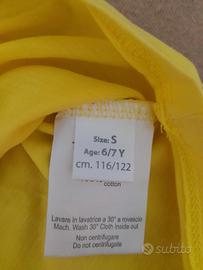 Size: S
Age: 6/7 Y
cm. 116/122
cotton
Lavare in lavatrice a 30° a rovescio
Mach. Wash 30° Cold Inside Out
Non centrifugare
Do not centrifugate
subito